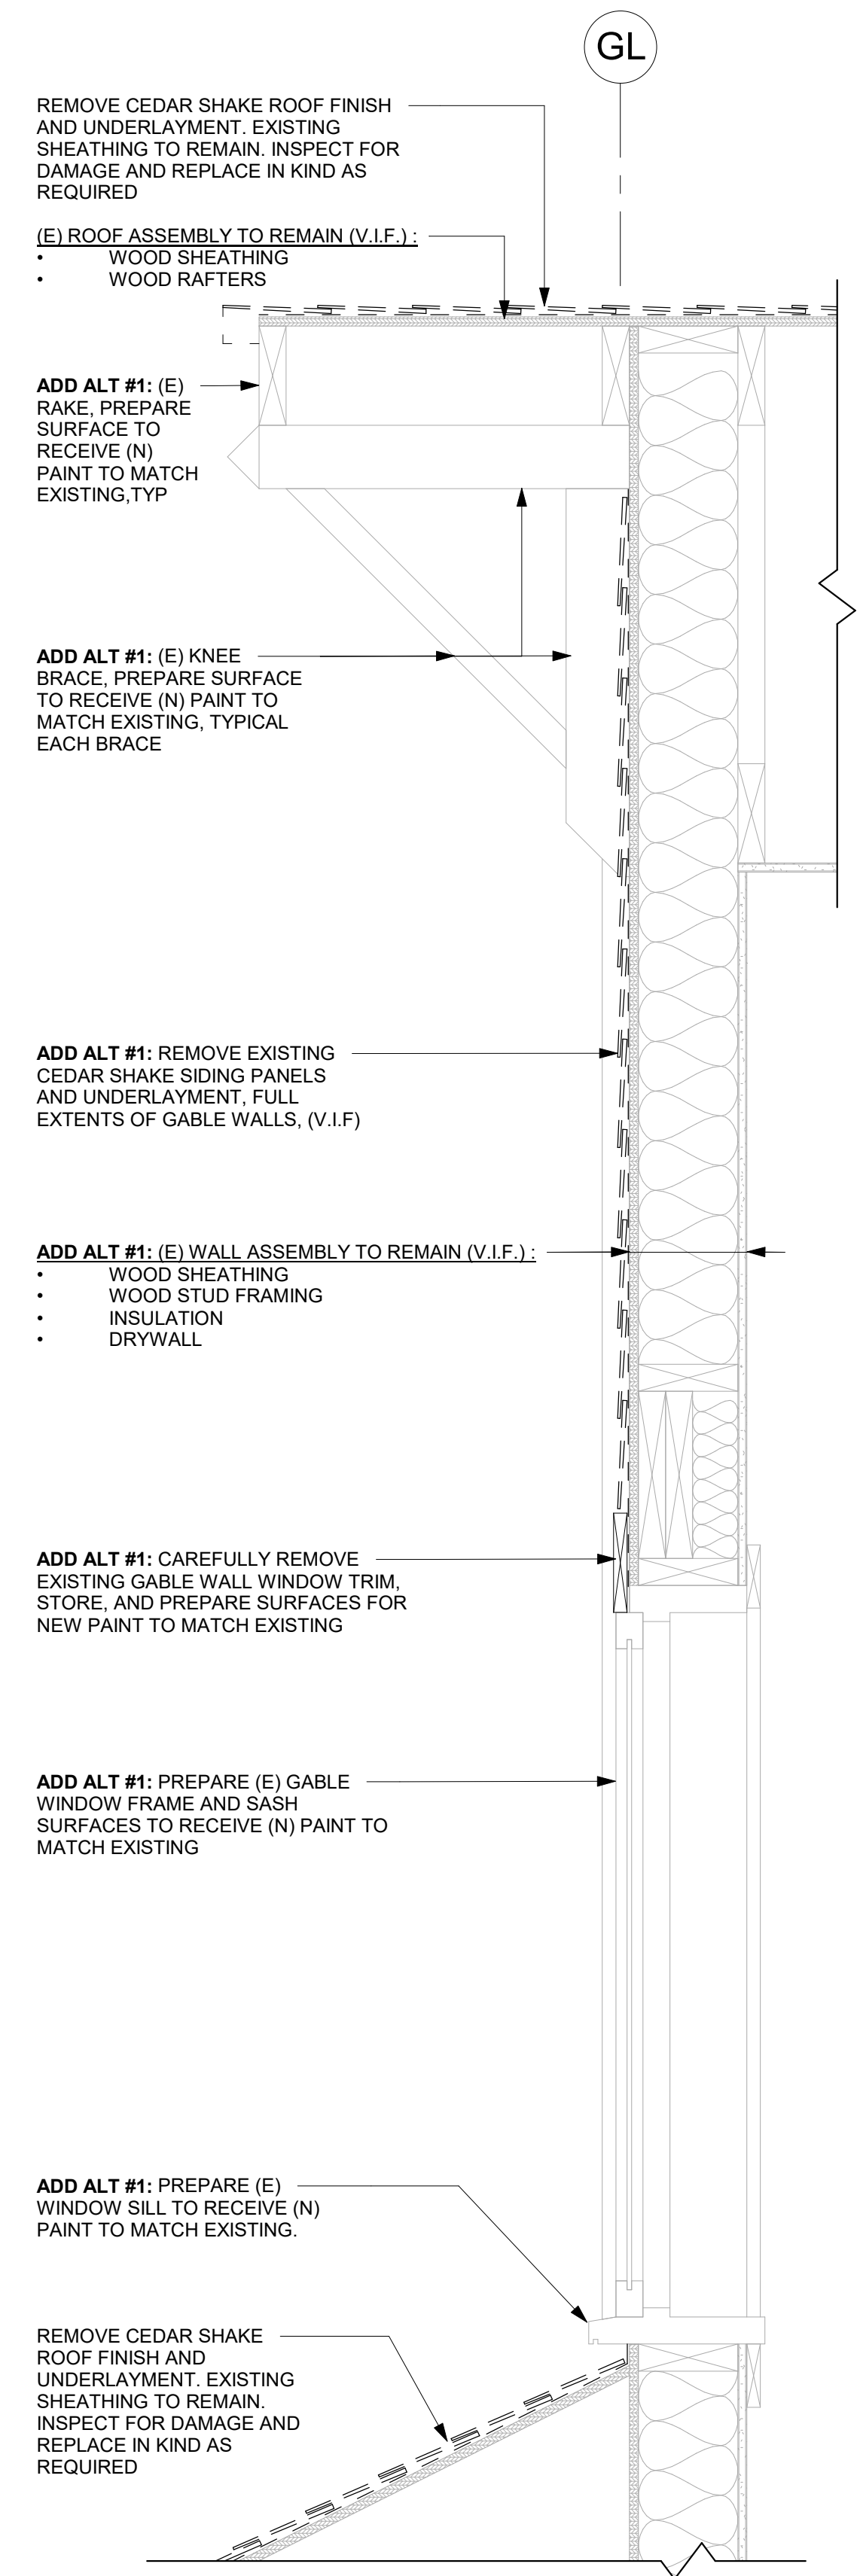 GL
REMOVE CEDAR SHAKE ROOF FINISH
AND UNDERLAYMENT. EXISTING
SHEATHING TO REMAIN. INSPECT FOR
DAMAGE AND REPLACE IN KIND AS
REQUIRED
(E) ROOF ASSEMBLY TO REMAIN (V.I.F.) :
• WOOD SHEATHING
• WOOD RAFTERS
ADD ALT #1: (E)
RAKE, PREPARE
SURFACE TO
RECEIVE (N)
PAINT TO MATCH
EXISTING,TYP
ADD ALT #1: (E) KNEE
BRACE, PREPARE SURFACE
TO RECEIVE (N) PAINT TO
MATCH EXISTING, TYPICAL
EACH BRACE
ADD ALT #1: REMOVE EXISTING
CEDAR SHAKE SIDING PANELS
AND UNDERLAYMENT, FULL
EXTENTS OF GABLE WALLS, (V.I.F)
ADD ALT #1: (E) WALL ASSEMBLY TO REMAIN (V.I.F.) :
• WOOD SHEATHING
• WOOD STUD FRAMING
• INSULATION
• DRYWALL
ADD ALT #1: CAREFULLY REMOVE
EXISTING GABLE WALL WINDOW TRIM,
STORE, AND PREPARE SURFACES FOR
NEW PAINT TO MATCH EXISTING
ADD ALT #1: PREPARE (E) GABLE
WINDOW FRAME AND SASH
SURFACES TO RECEIVE (N) PAINT TO
MATCH EXISTING
ADD ALT #1: PREPARE (E)
WINDOW SILL TO RECEIVE (N)
PAINT TO MATCH EXISTING.
REMOVE CEDAR SHAKE
ROOF FINISH AND
UNDERLAYMENT. EXISTING
SHEATHING TO REMAIN.
INSPECT FOR DAMAGE AND
REPLACE IN KIND AS
REQUIRED